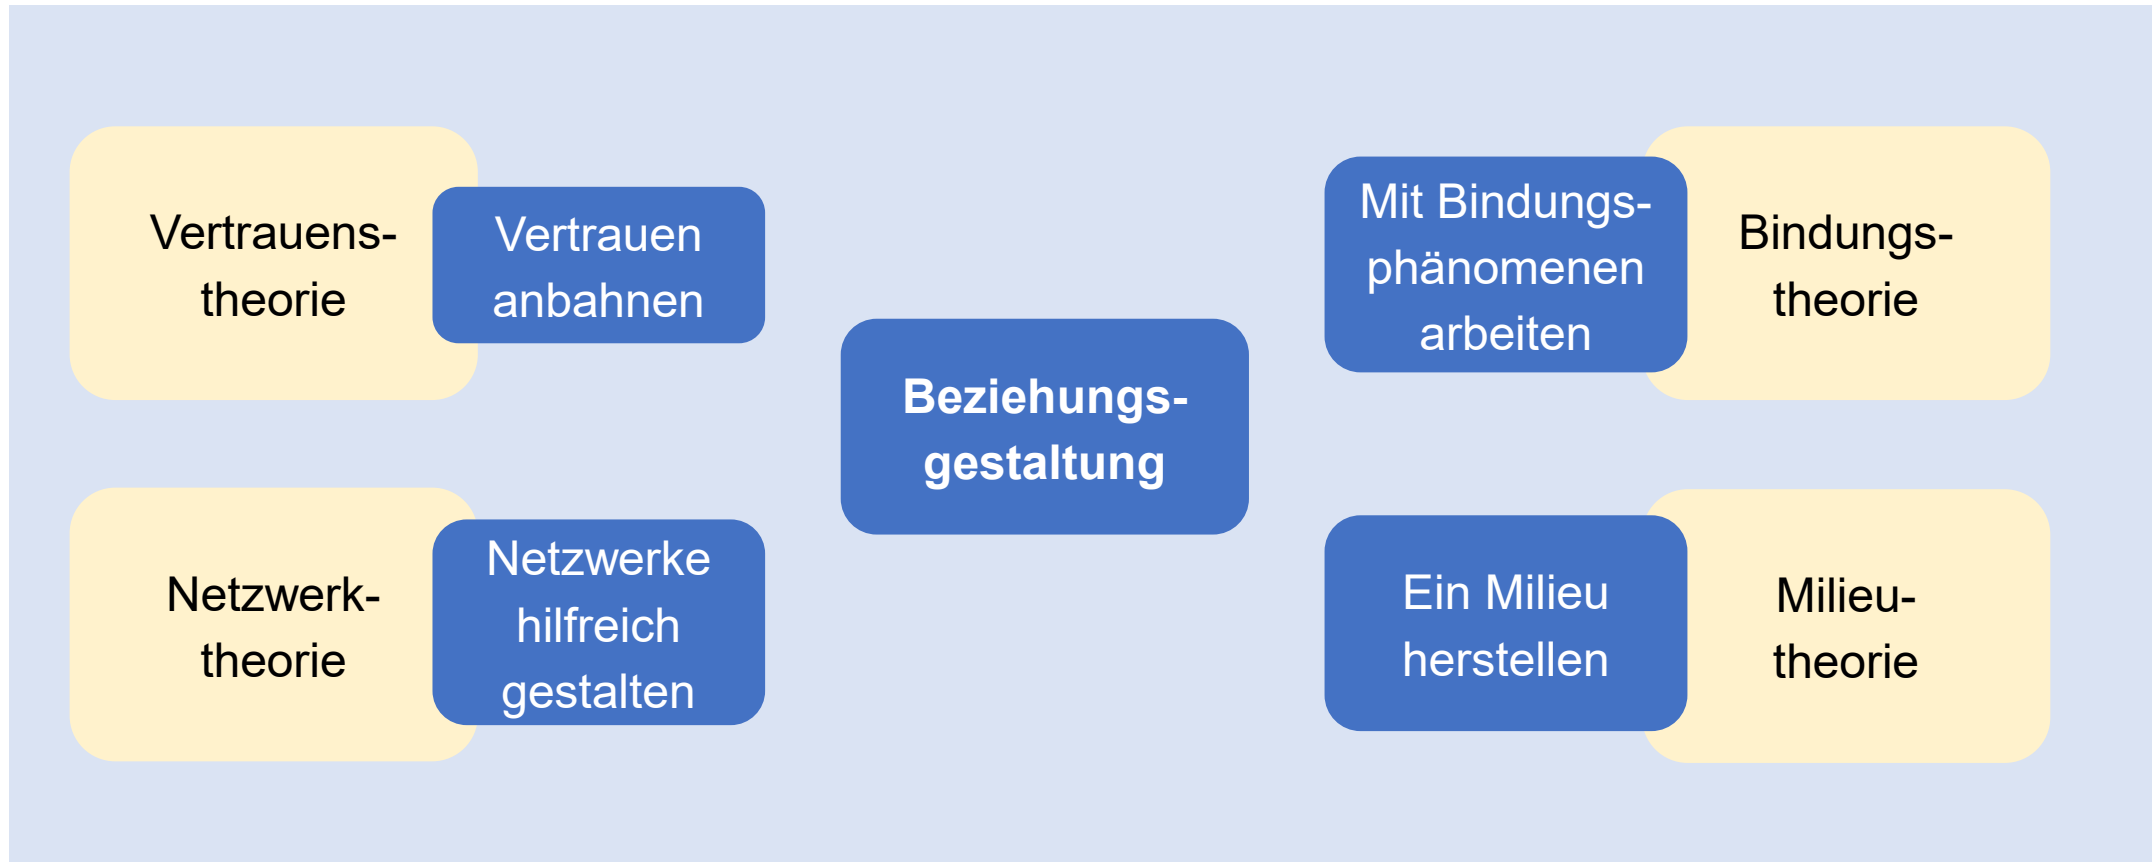 Vertrauens-
theorie
Vertrauen
anbahnen
Mit Bindungs-
phänomenen
arbeiten
Bindungs-
theorie
Beziehungs-
gestaltung
Netzwerk-
theorie
Netzwerke
hilfreich
gestalten
Ein Milieu
herstellen
Milieu-
theorie